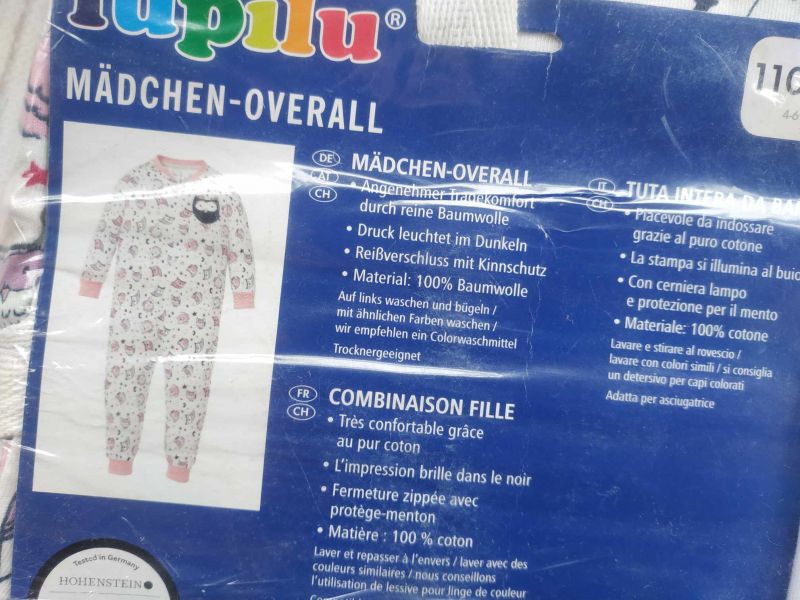 lupilu®
MÄDCHEN-OVERALL
DE
AT
CH
MÄDCHEN-OVERALL
• Angenehmer Tragekomfort
durch reine Baumwolle
• Druck leuchtet im Dunkeln
• Reißverschluss mit Kinnschutz
• Material: 100% Baumwolle
Auf links waschen und bügeln /
mit ähnlichen Farben waschen /
wir empfehlen ein Colorwaschmittel
Trocknergeeignet
FR
CH
COMBINAISON FILLE
• Très confortable grâce
au pur coton
• L'impression brille dans le noir
• Fermeture zippée avec
protège-menton
• Matière : 100 % coton
Laver et repasser à l'envers / laver avec des
couleurs similaires / nous conseillons
l'utilisation de lessive pour linge de couleur
IT
CH
TUTA INTERA DA
• Piacevole da indossare
grazie al puro cotone
• La stampa si illumina al buio
• Con cerniera lampo
e protezione per il mento
• Materiale: 100% cotone
Lavare e stirare al rovescio /
lavare con colori simili / si consiglia
un detersivo per capi colorati
Adatta per asciugatrice
110
4-6
Tested in Germany
HOHENSTEIN